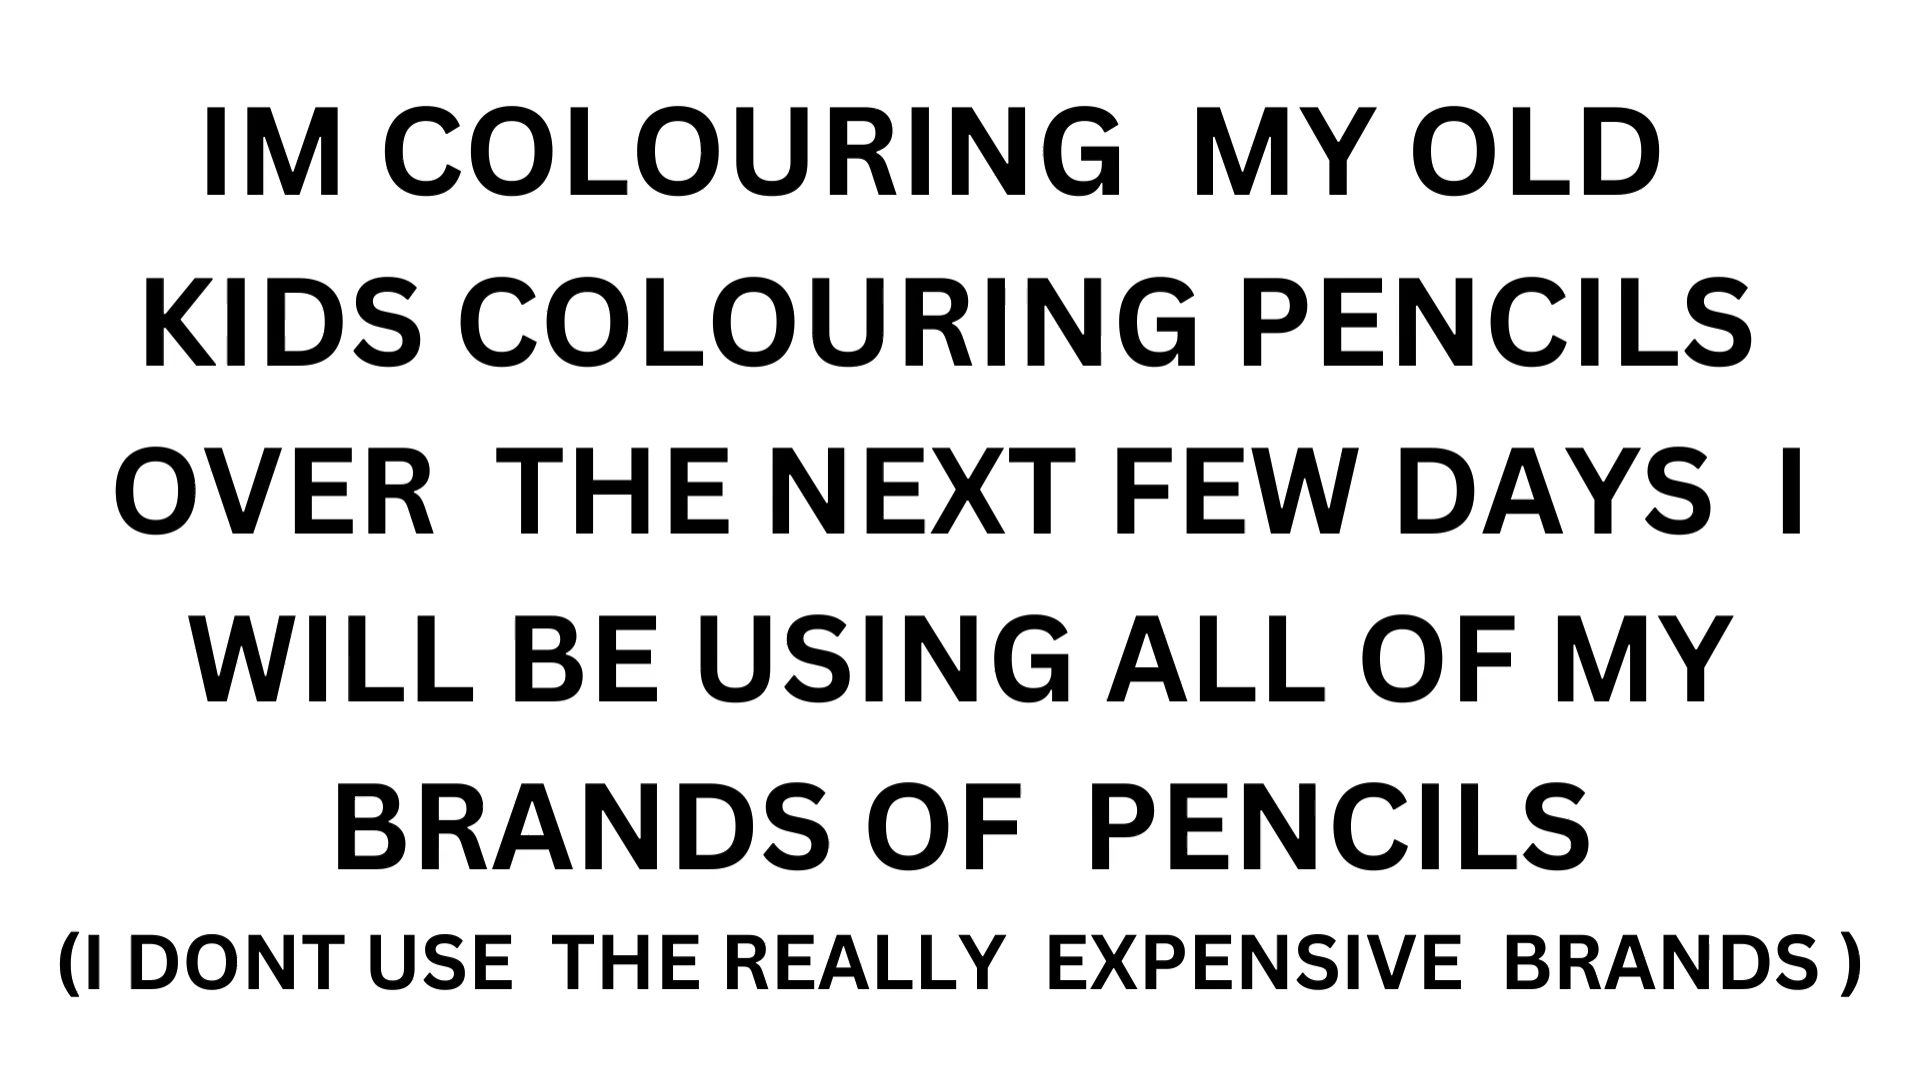 IM COLOURING  MY OLD
KIDS COLOURING PENCILS
OVER  THE NEXT FEW DAYS  I
WILL BE USING ALL OF MY
BRANDS OF  PENCILS
(I DONT USE  THE REALLY  EXPENSIVE  BRANDS )